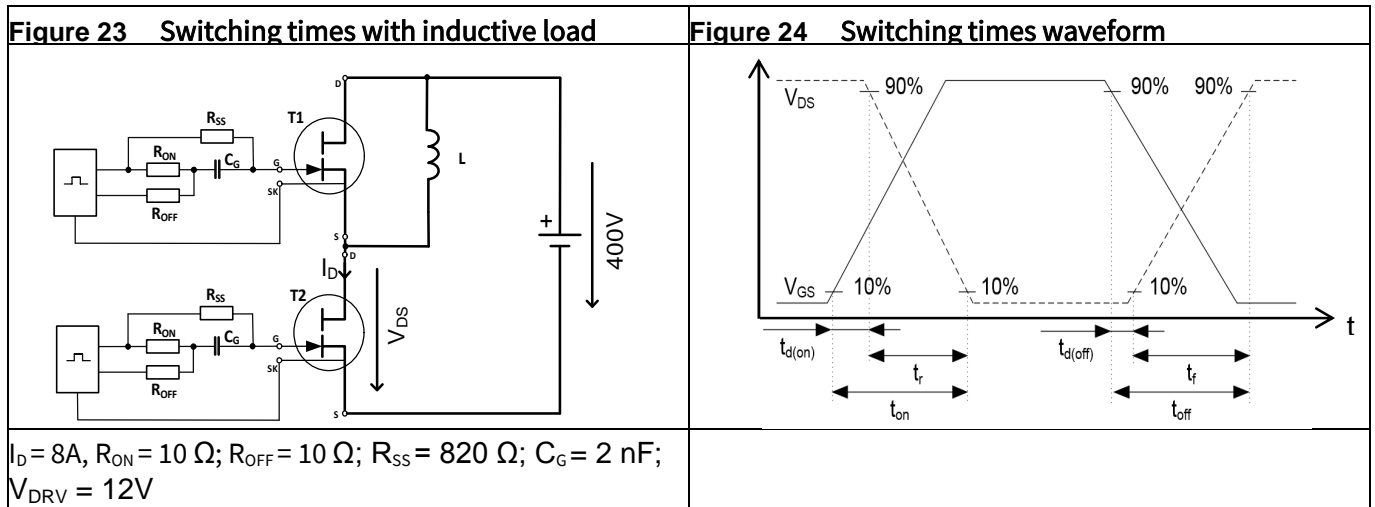 Figure 23 Switching times with inductive load
Figure 24 Switching times waveform
D
T1
RSS
RON
CG
G
SK
ROFF
L
S
D
ID
+
400V
VDS
T2
RSS
RON
CG
G
SK
ROFF
S
VDS
90%
90%
90%
VGS
10%
10%
10%
t
td(on)
td(off)
tr
tf
ton
toff
ID = 8A, RON = 10 Ω; ROFF = 10 Ω; RSS = 820 Ω; CG = 2 nF;
VDRV = 12V